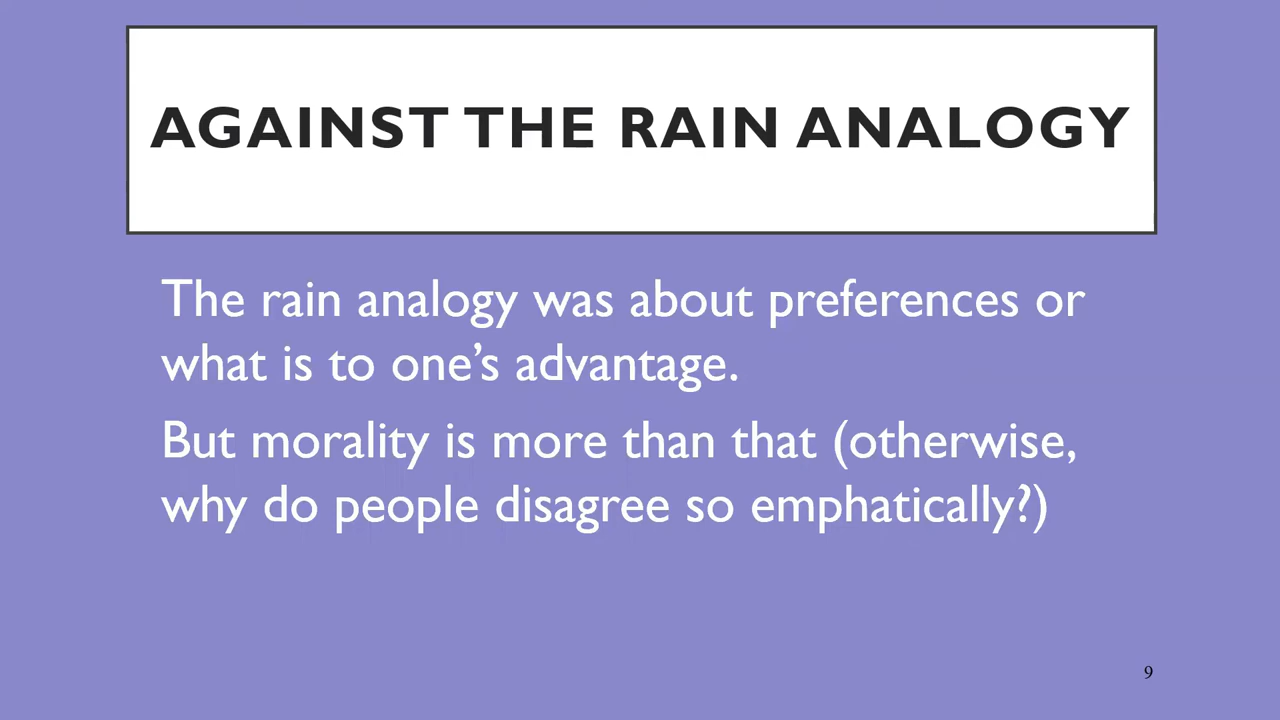 AGAINST THE RAIN ANALOGY
The rain analogy was about preferences or
what is to one’s advantage.
But morality is more than that (otherwise,
why do people disagree so emphatically?)
9